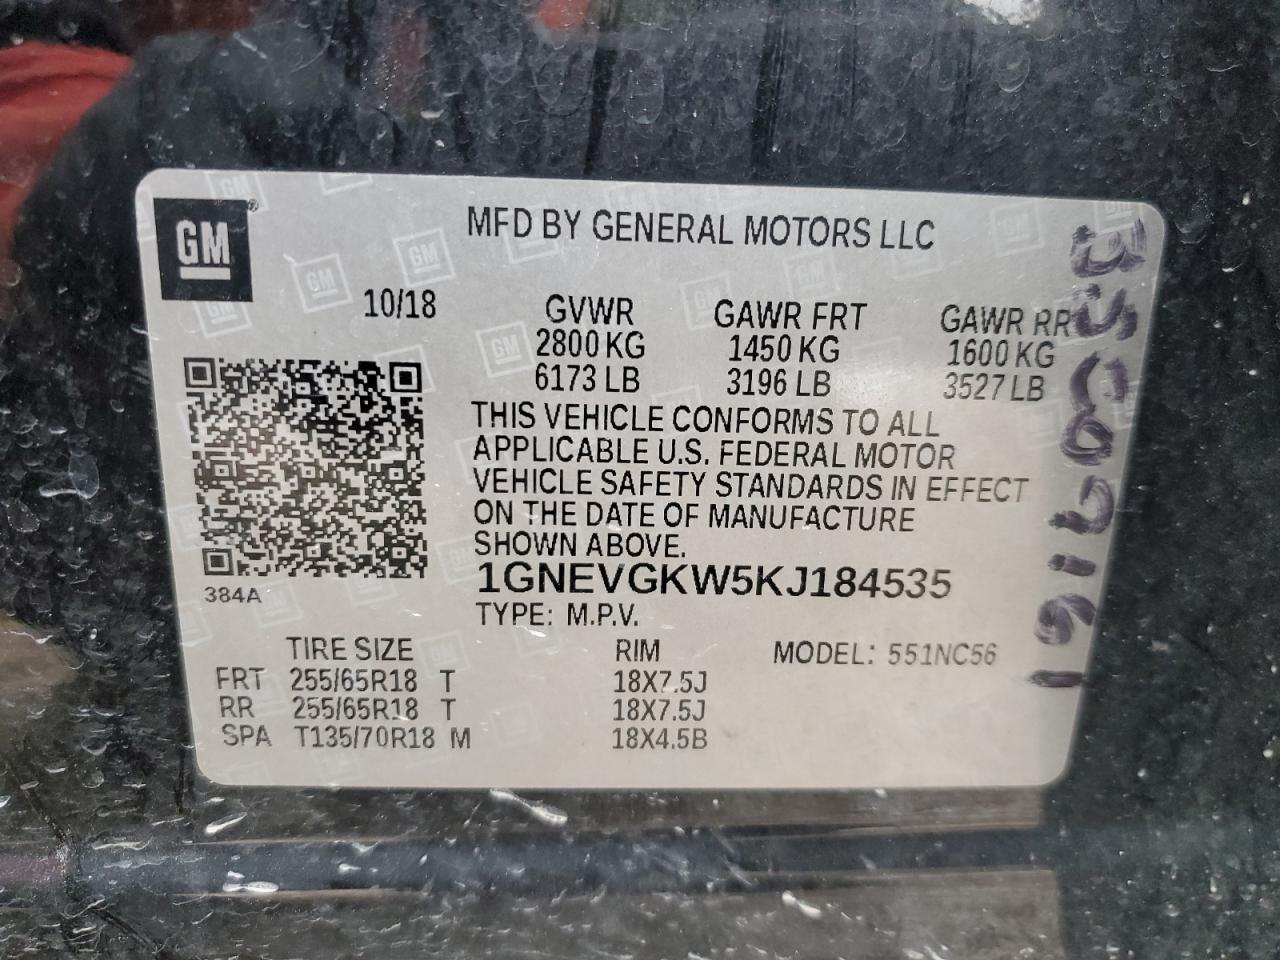 GM
MFD BY GENERAL MOTORS LLC
10/18
GVWR GAWR FRT GAWR RR
2800 KG 1450 KG 1600 KG
6173 LB 3196 LB 3527 LB
THIS VEHICLE CONFORMS TO ALL
APPLICABLE U.S. FEDERAL MOTOR
VEHICLE SAFETY STANDARDS IN EFFECT
ON THE DATE OF MANUFACTURE
SHOWN ABOVE.
1GNEVGKW5KJ184535
384A
TYPE: M.P.V.
TIRE SIZE RIM MODEL: 551NC56
FRT 255/65R18 T 18X7.5J
RR 255/65R18 T 18X7.5J
SPA T135/70R18 M 18X4.5B